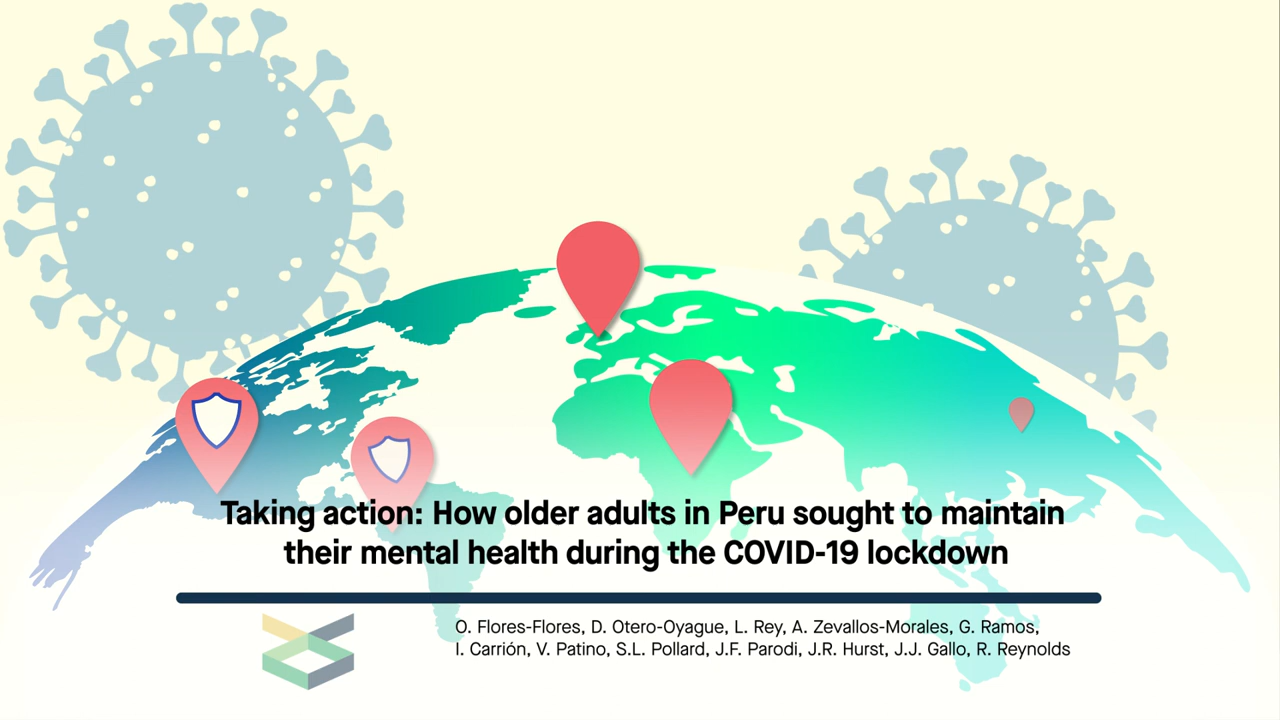 Taking action: How older adults in Peru sought to maintain
their mental health during the COVID-19 lockdown
O. Flores-Flores, D. Otero-Oyague, L. Rey, A. Zevallos-Morales, G. Ramos,
I. Carrión, V. Patino, S.L. Pollard, J.F. Parodi, J.R. Hurst, J.J. Gallo, R. Reynolds